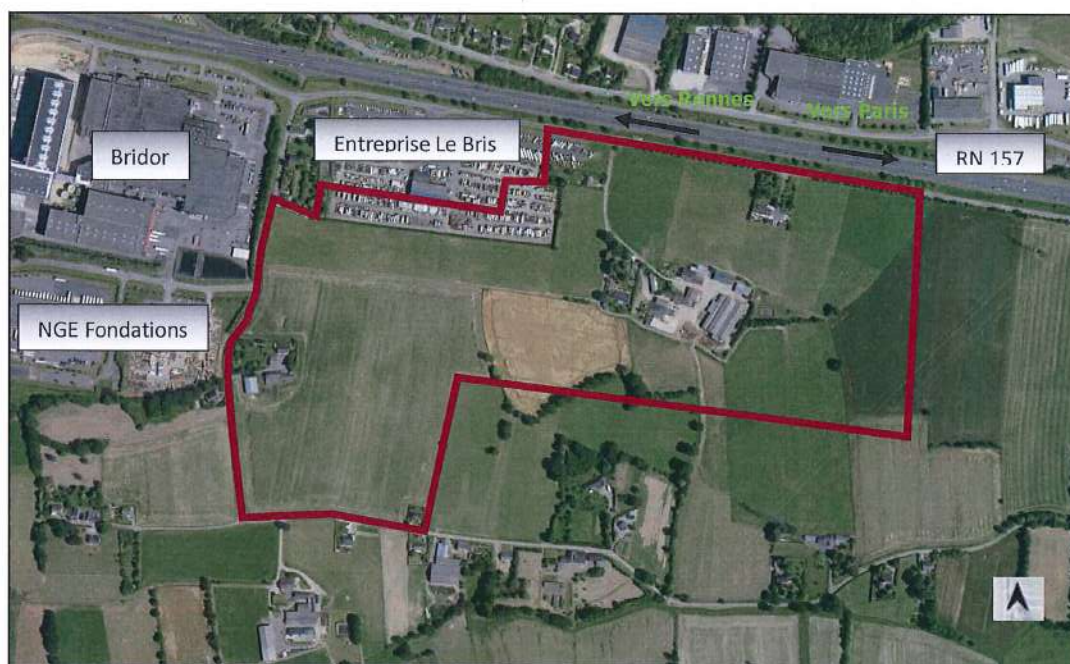 Vers Rennes
Vers Paris
Bridor
Entreprise Le Bris
RN 157
NGE Fondations